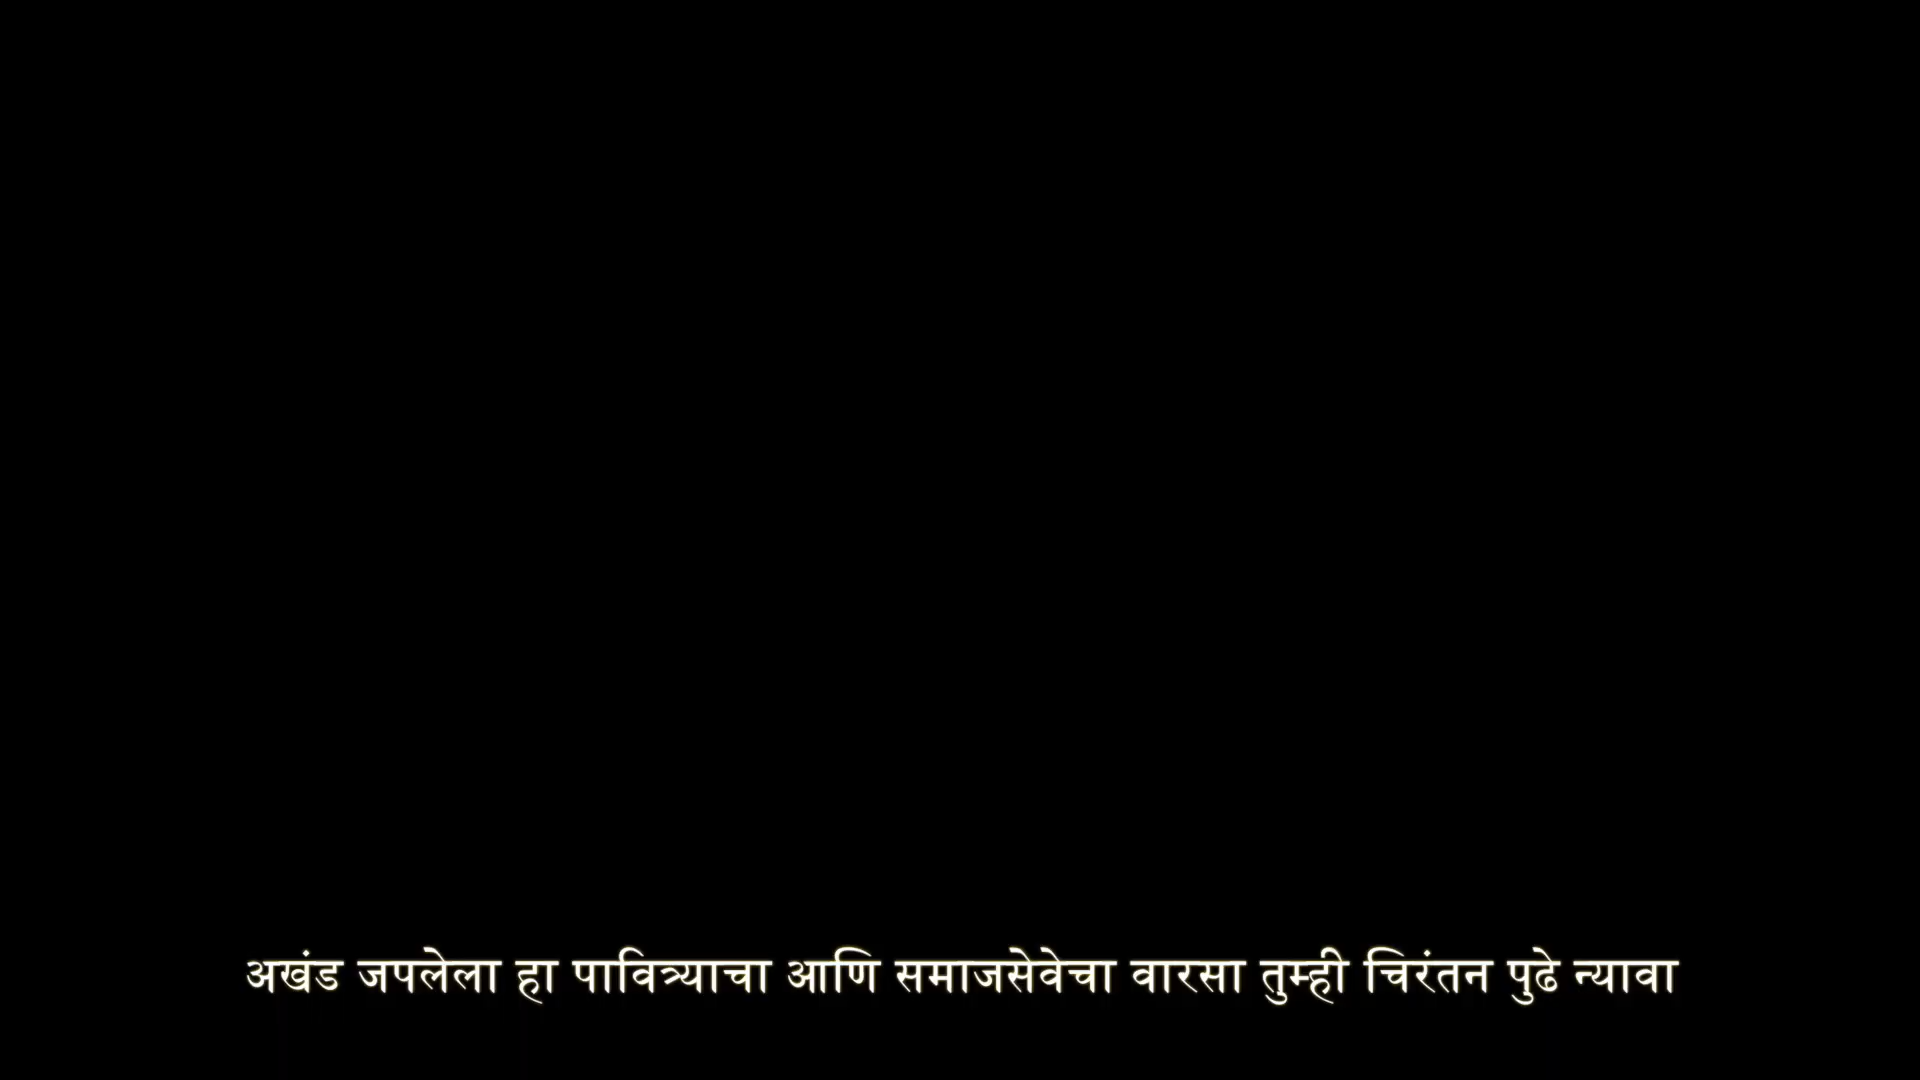 अखंड जपलेला हा पावित्र्याचा आणि समाजसेवेचा वारसा तुम्ही चिरंतन पुढे न्यावा